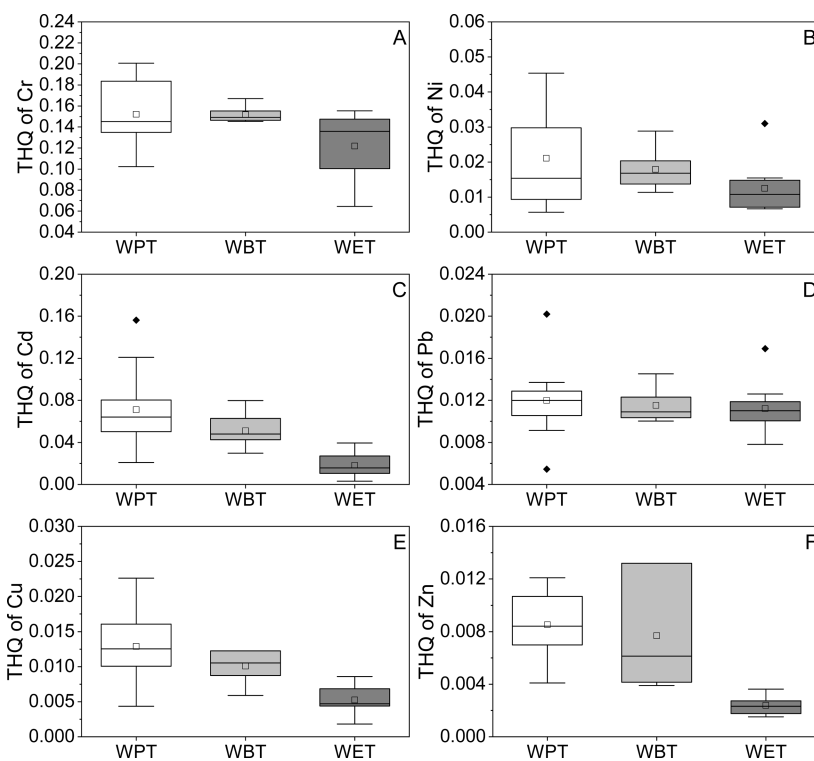 A
THQ of Cr
0.24
0.22
0.20
0.18
0.16
0.14
0.12
0.10
0.08
0.06
0.04
WPT WBT WET
B
THQ of Ni
0.06
0.05
0.04
0.03
0.02
0.01
0.00
WPT WBT WET
C
THQ of Cd
0.20
0.16
0.12
0.08
0.04
0.00
WPT WBT WET
D
THQ of Pb
0.024
0.020
0.016
0.012
0.008
0.004
WPT WBT WET
E
THQ of Cu
0.030
0.025
0.020
0.015
0.010
0.005
0.000
WPT WBT WET
F
THQ of Zn
0.016
0.012
0.008
0.004
0.000
WPT WBT WET